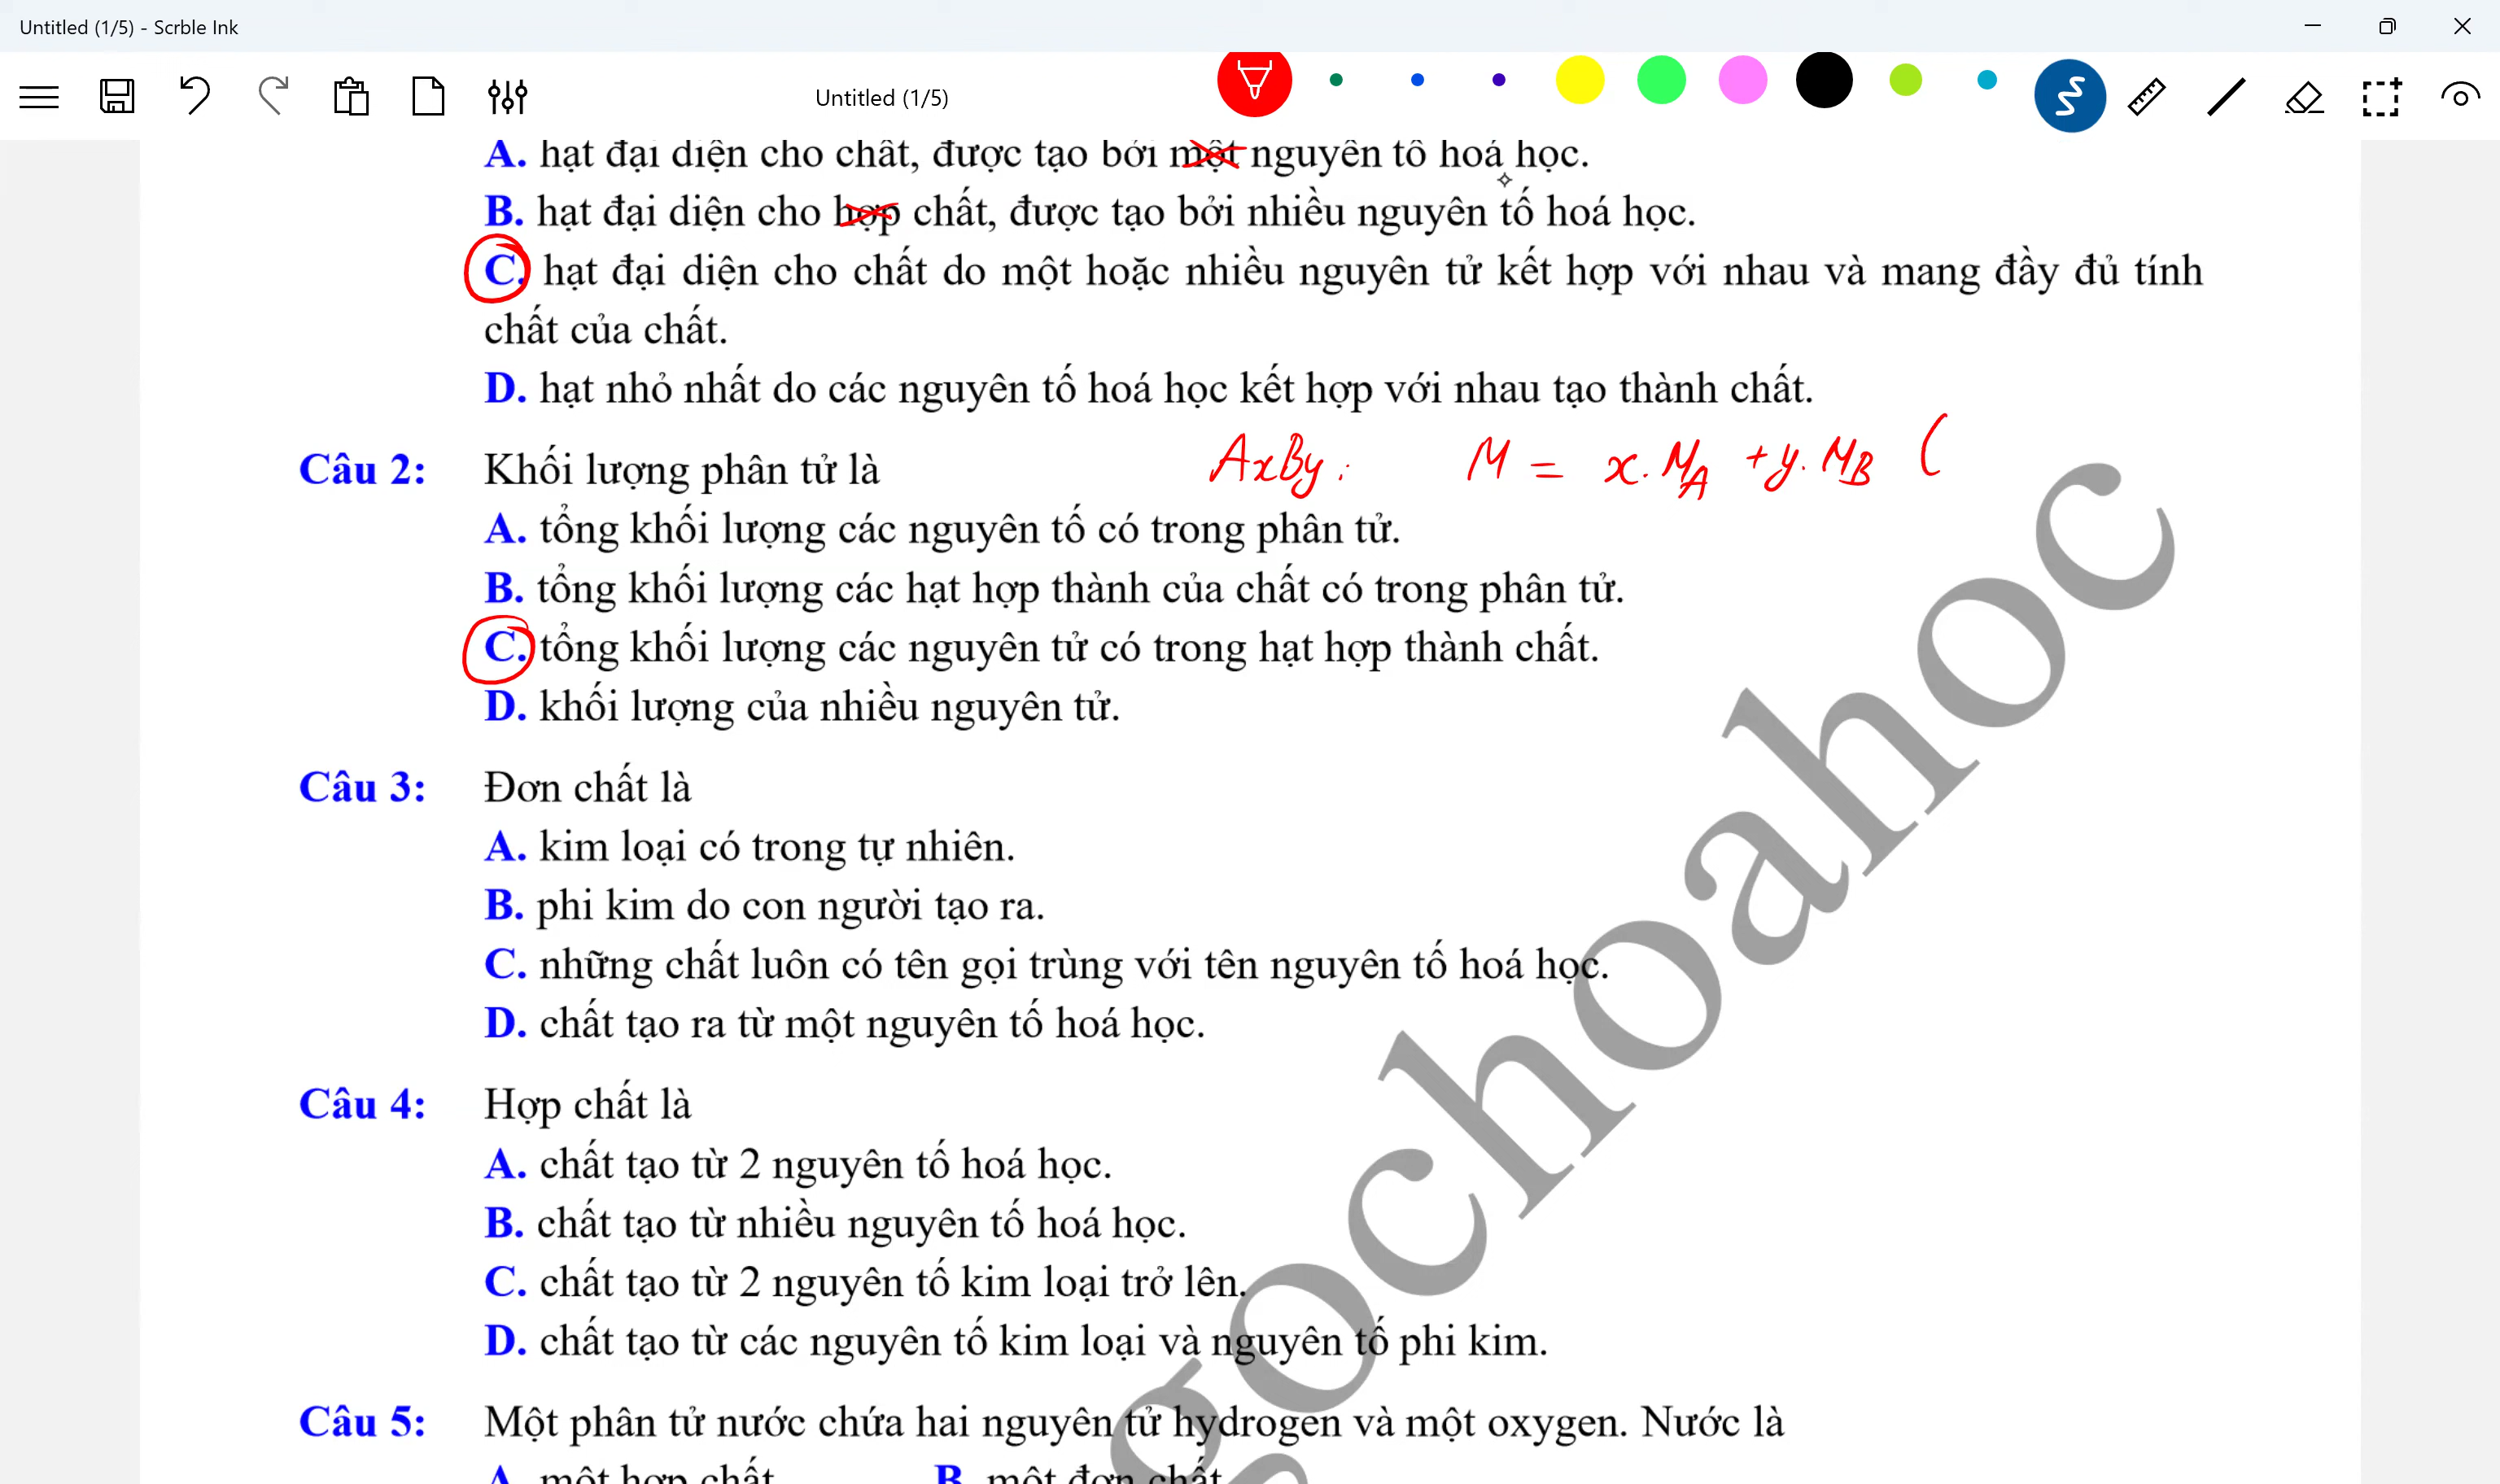 Untitled (1/5) - Scrble Ink
Untitled (1/5)
A. hạt đại diện cho chất, được tạo bởi một nguyên tố hoá học.
B. hạt đại diện cho hợp chất, được tạo bởi nhiều nguyên tố hoá học.
C. hạt đại diện cho chất do một hoặc nhiều nguyên tử kết hợp với nhau và mang đầy đủ tính
chất của chất.
D. hạt nhỏ nhất do các nguyên tố hoá học kết hợp với nhau tạo thành chất.
Câu 2: Khối lượng phân tử là AxBy: M = x. MA + y. MB (
A. tổng khối lượng các nguyên tố có trong phân tử.
B. tổng khối lượng các hạt hợp thành của chất có trong phân tử.
C. tổng khối lượng các nguyên tử có trong hạt hợp thành chất.
D. khối lượng của nhiều nguyên tử.
Câu 3: Đơn chất là
A. kim loại có trong tự nhiên.
B. phi kim do con người tạo ra.
C. những chất luôn có tên gọi trùng với tên nguyên tố hoá học.
D. chất tạo ra từ một nguyên tố hoá học.
Câu 4: Hợp chất là
A. chất tạo từ 2 nguyên tố hoá học.
B. chất tạo từ nhiều nguyên tố hoá học.
C. chất tạo từ 2 nguyên tố kim loại trở lên.
D. chất tạo từ các nguyên tố kim loại và nguyên tố phi kim.
Câu 5: Một phân tử nước chứa hai nguyên tử hydrogen và một oxygen. Nước là
A. một hợp chất. B. một đơn chất.
gochoahoc